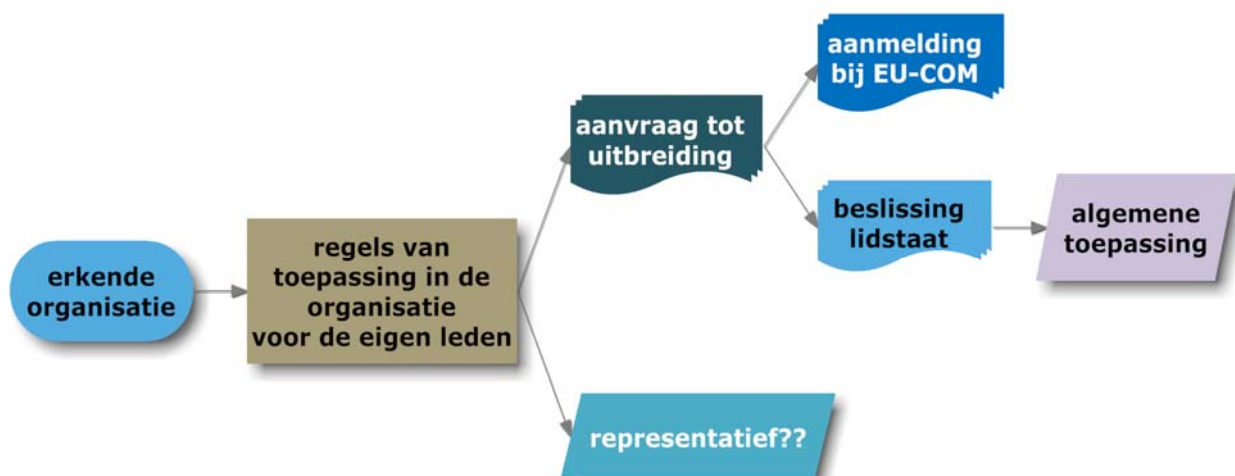 erkende
organisatie
regels van
toepassing in de
organisatie
voor de eigen leden
aanvraag tot
uitbreiding
aanmelding
bij EU-COM
beslissing
lidstaat
algemene
toepassing
representatief??